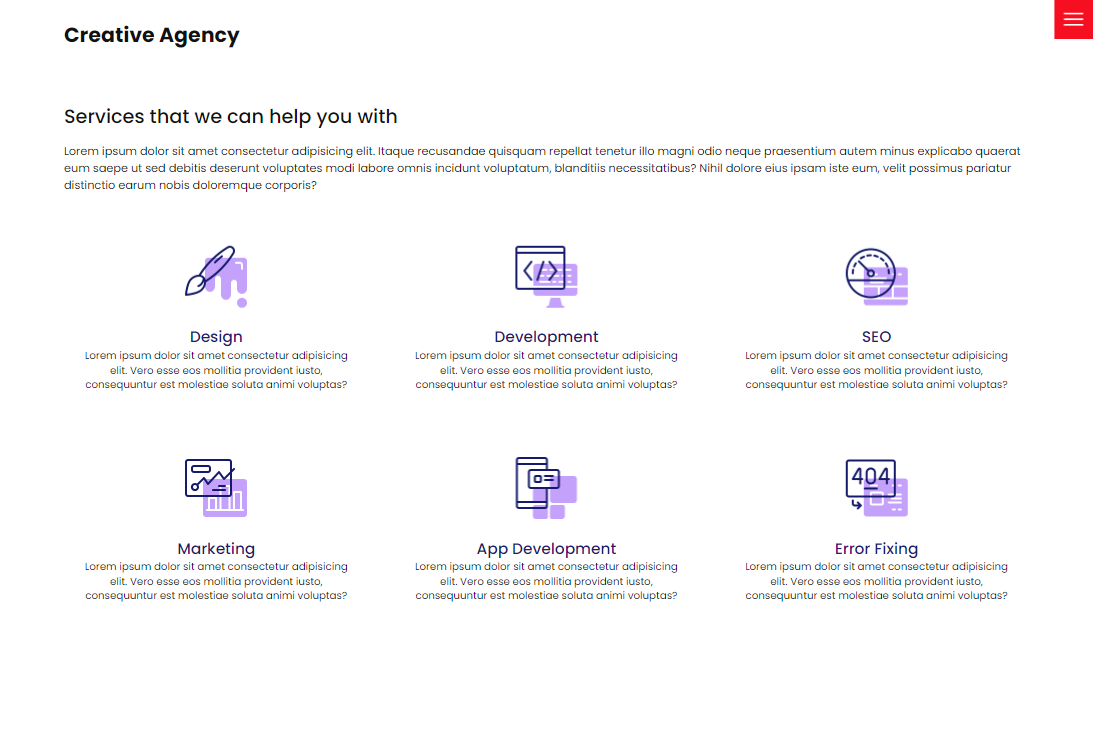 Creative Agency
Services that we can help you with
Lorem ipsum dolor sit amet consectetur adipisicing elit. Itaque recusandae quisquam repellat tenetur illo magni odio neque praesentium autem minus explicabo quaerat
eum saepe ut sed debitis deserunt voluptates modi labore omnis incidunt voluptatum, blanditiis necessitatibus? Nihil dolore eius ipsam iste eum, velit possimus pariatur
distinctio earum nobis doloremque corporis?
</>
Design
Lorem ipsum dolor sit amet consectetur adipisicing
elit. Vero esse eos mollitia provident iusto,
consequuntur est molestiae soluta animi voluptas?
Development
Lorem ipsum dolor sit amet consectetur adipisicing
elit. Vero esse eos mollitia provident iusto,
consequuntur est molestiae soluta animi voluptas?
SEO
Lorem ipsum dolor sit amet consectetur adipisicing
elit. Vero esse eos mollitia provident iusto,
consequuntur est molestiae soluta animi voluptas?
404
Marketing
Lorem ipsum dolor sit amet consectetur adipisicing
elit. Vero esse eos mollitia provident iusto,
consequuntur est molestiae soluta animi voluptas?
App Development
Lorem ipsum dolor sit amet consectetur adipisicing
elit. Vero esse eos mollitia provident iusto,
consequuntur est molestiae soluta animi voluptas?
Error Fixing
Lorem ipsum dolor sit amet consectetur adipisicing
elit. Vero esse eos mollitia provident iusto,
consequuntur est molestiae soluta animi voluptas?